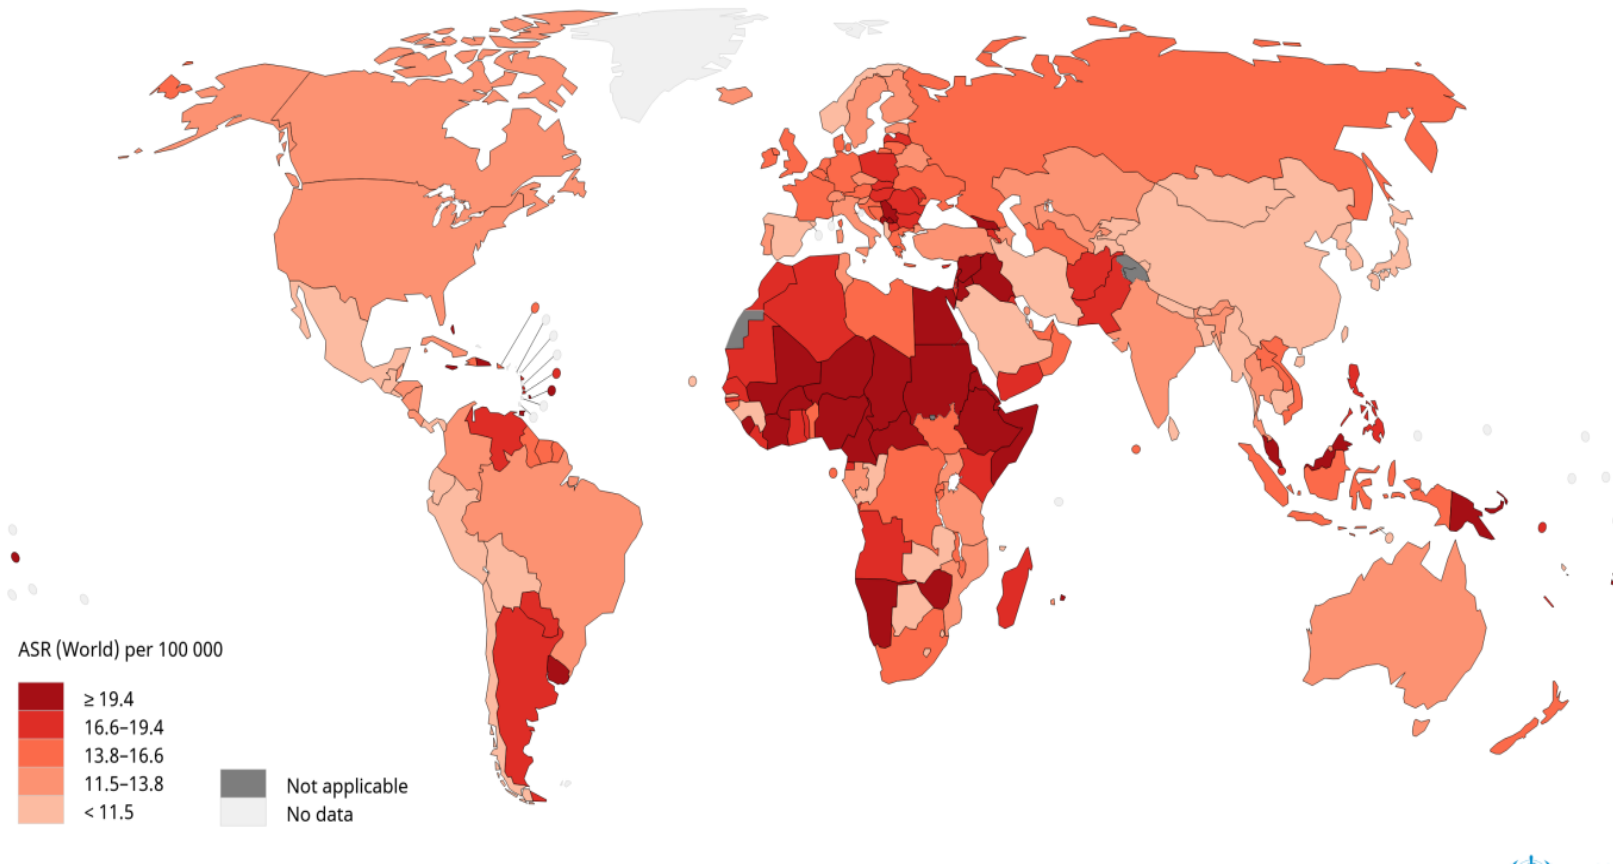 ASR (World) per 100 000
≥ 19.4
16.6–19.4
13.8–16.6
11.5–13.8
< 11.5
Not applicable
No data